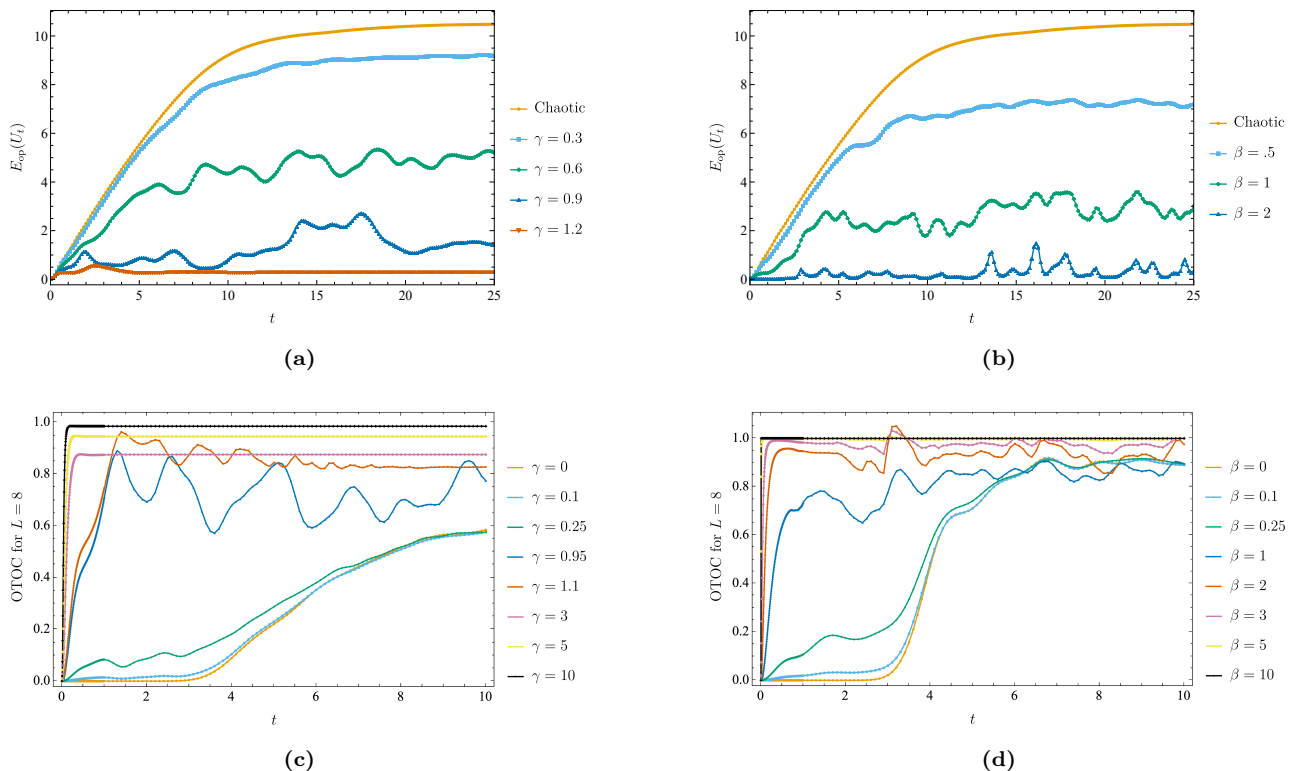 E_op(U_t)
10
8
6
4
2
0
0 5 10 15 20 25
t
Chaotic
γ = 0.3
γ = 0.6
γ = 0.9
γ = 1.2
(a)
E_op(U_t)
10
8
6
4
2
0
0 5 10 15 20 25
t
Chaotic
β = .5
β = 1
β = 2
(b)
OTOC for L = 8
1.0
0.8
0.6
0.4
0.2
0.0
0 2 4 6 8 10
t
γ = 0
γ = 0.1
γ = 0.25
γ = 0.95
γ = 1.1
γ = 3
γ = 5
γ = 10
(c)
OTOC for L = 8
1.0
0.8
0.6
0.4
0.2
0.0
0 2 4 6 8 10
t
β = 0
β = 0.1
β = 0.25
β = 1
β = 2
β = 3
β = 5
β = 10
(d)